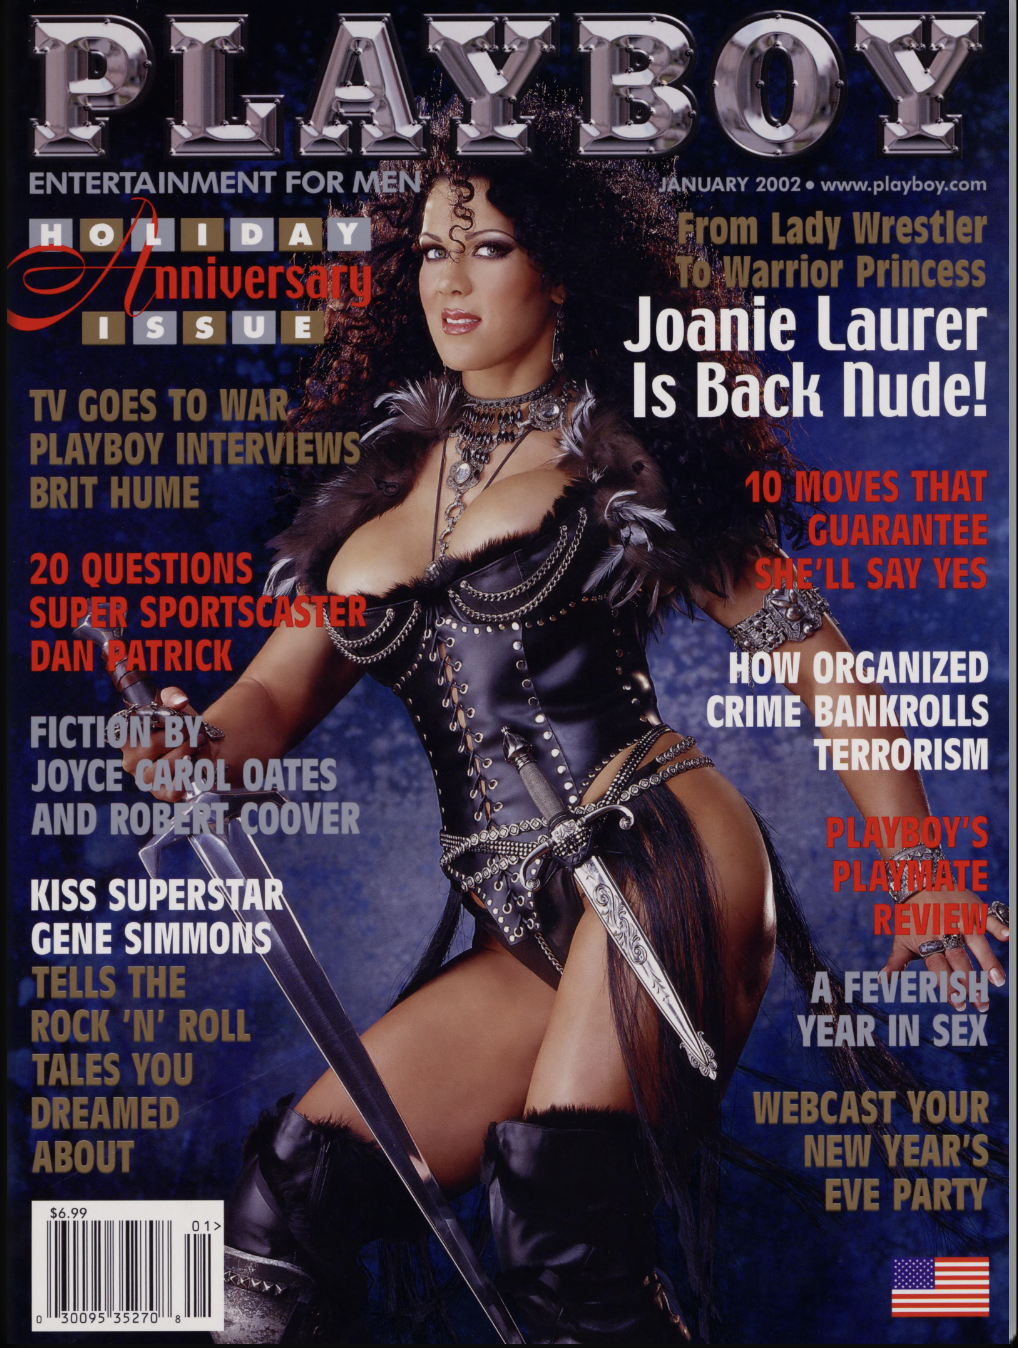 PLAYBOY
ENTERTAINMENT FOR MEN
JANUARY 2002 • www.playboy.com
HOLIDAY
Anniversary
ISSUE
From Lady Wrestler
To Warrior Princess
Joanie Laurer
Is Back Nude!
TV GOES TO WAR
PLAYBOY INTERVIEWS
BRIT HUME
20 QUESTIONS
SUPER SPORTSCASTER
DAN PATRICK
FICTION BY
JOYCE CAROL OATES
AND ROBERT COOVER
KISS SUPERSTAR
GENE SIMMONS
TELLS THE
ROCK 'N' ROLL
TALES YOU
DREAMED
ABOUT
10 MOVES THAT
GUARANTEE
SHE'LL SAY YES
HOW ORGANIZED
CRIME BANKROLLS
TERRORISM
PLAYBOY'S
PLAYMATE
REVIEW
A FEVERISH
YEAR IN SEX
WEBCAST YOUR
NEW YEAR'S
EVE PARTY
$6.99
01>
0 30095 35270 8